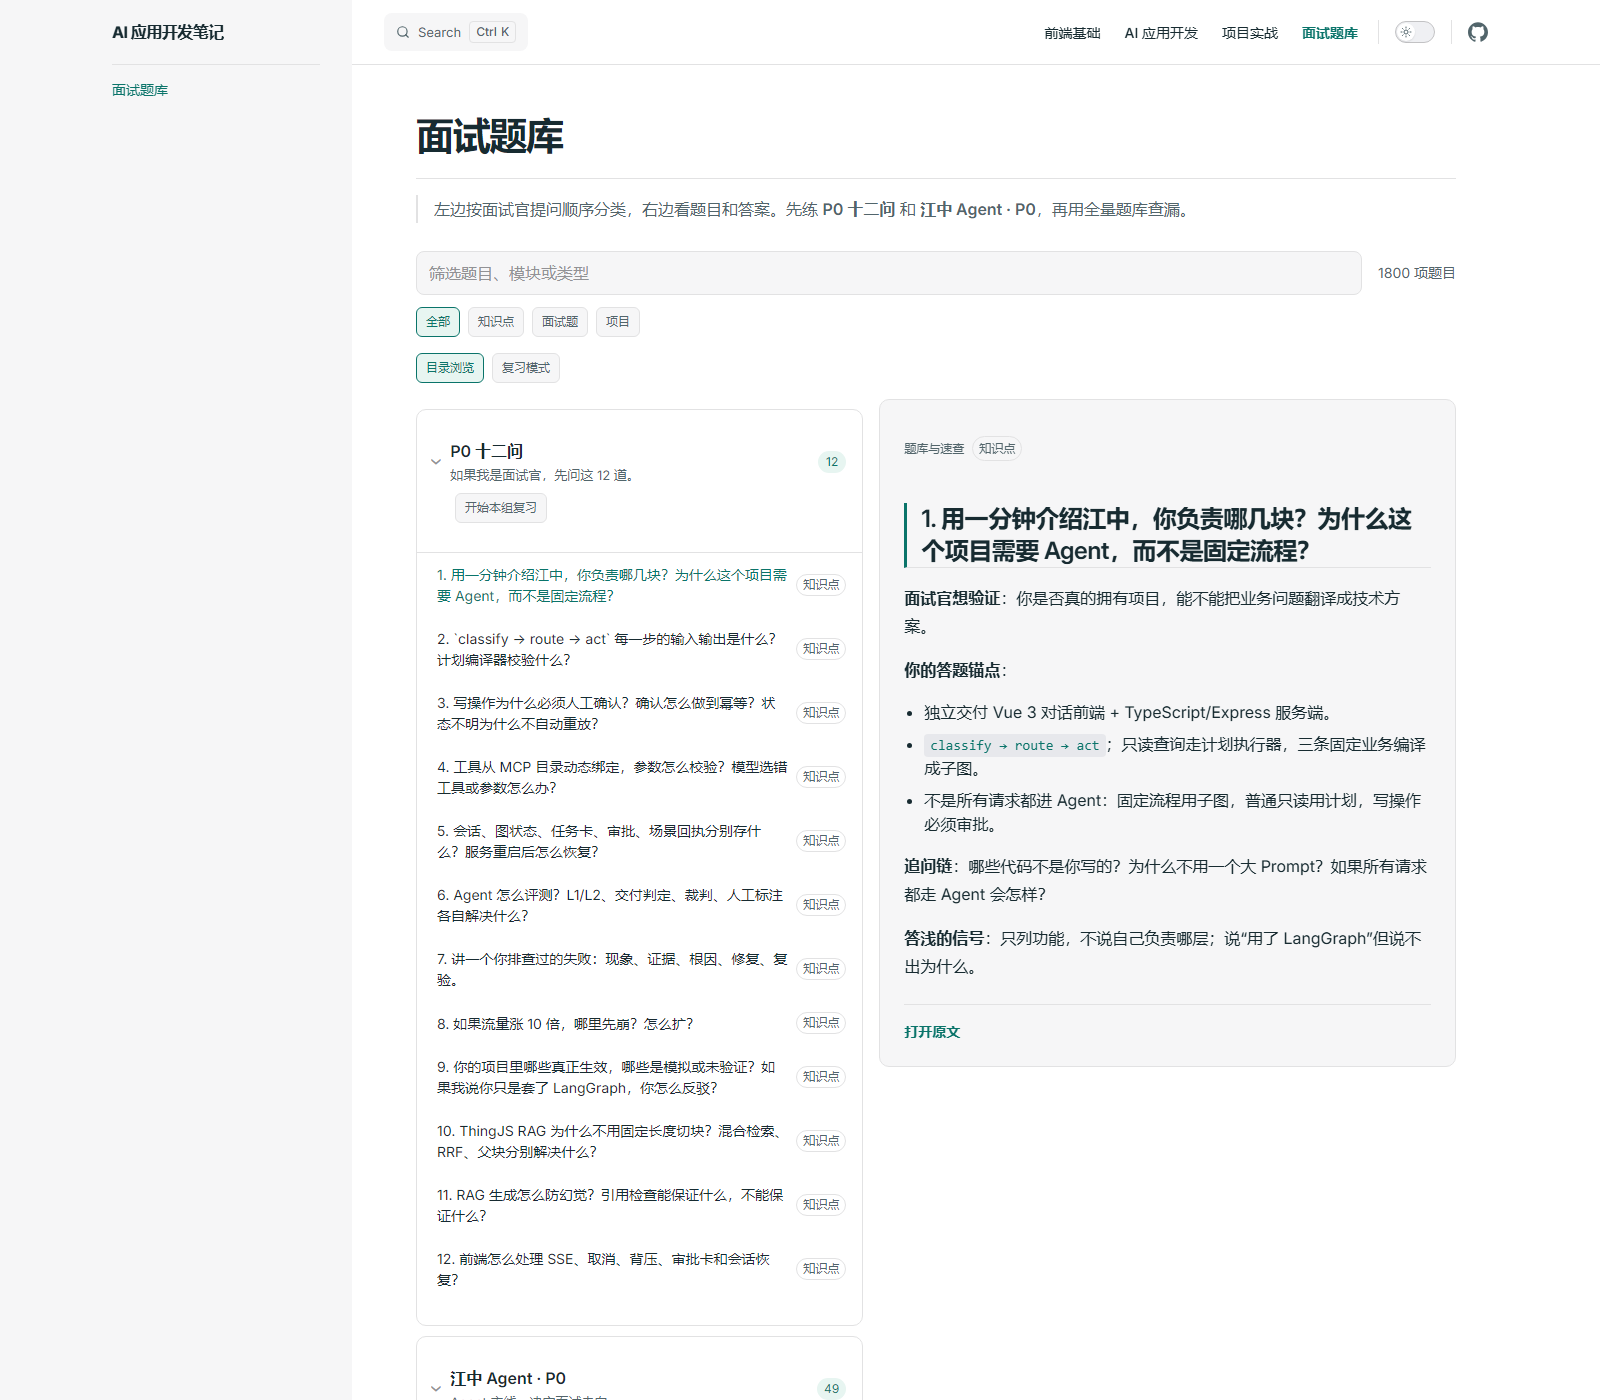 AI 应用开发笔记
面试题库
Search Ctrl K
前端基础 AI 应用开发 项目实战 面试题库
面试题库
左边按面试官提问顺序分类，右边看题目和答案。先练 P0 十二问 和 江中 Agent · P0，再用全量题库查漏。
筛选题目、模块或类型
1800 项题目
全部 知识点 面试题 项目
目录浏览 复习模式
P0 十二问
如果我是面试官，先问这 12 道。
12
开始本组复习
1. 用一分钟介绍江中，你负责哪几块？为什么这个项目需
要 Agent，而不是固定流程？
知识点
2. `classify → route → act` 每一步的输入输出是什么？
计划编译器校验什么？
知识点
3. 写操作为什么必须人工确认？确认怎么做到幂等？状
态不明为什么不自动重放？
知识点
4. 工具从 MCP 目录动态绑定，参数怎么校验？模型选错
工具或参数怎么办？
知识点
5. 会话、图状态、任务卡、审批、场景回执分别存什
么？服务重启后怎么恢复？
知识点
6. Agent 怎么评测？L1/L2、交付判定、裁判、人工标注
各自解决什么？
知识点
7. 讲一个你排查过的失败：现象、证据、根因、修复、复
验。
知识点
8. 如果流量涨 10 倍，哪里先崩？怎么扩？
知识点
9. 你的项目里哪些真正生效，哪些是模拟或未验证？如
果我说你只是套了 LangGraph，你怎么反驳？
知识点
10. ThingJS RAG 为什么不用固定长度切块？混合检索、
RRF、父块分别解决什么？
知识点
11. RAG 生成怎么防幻觉？引用检查能保证什么，不能保
证什么？
知识点
12. 前端怎么处理 SSE、取消、背压、审批卡和会话恢
复？
知识点
江中 Agent · P0
49
题库与速查 知识点
1. 用一分钟介绍江中，你负责哪几块？为什么这
个项目需要 Agent，而不是固定流程？
面试官想验证：你是否真的拥有项目，能不能把业务问题翻译成技术方
案。
你的答题锚点：
• 独立交付 Vue 3 对话前端 + TypeScript/Express 服务端。
• classify → route → act；只读查询走计划执行器，三条固定业务编译
成子图。
• 不是所有请求都进 Agent：固定流程用子图，普通只读用计划，写操作
必须审批。
追问链：哪些代码不是你写的？为什么不用一个大 Prompt？如果所有请求
都走 Agent 会怎样？
答浅的信号：只列功能，不说自己负责哪层；说“用了 LangGraph”但说不
出为什么。
打开原文